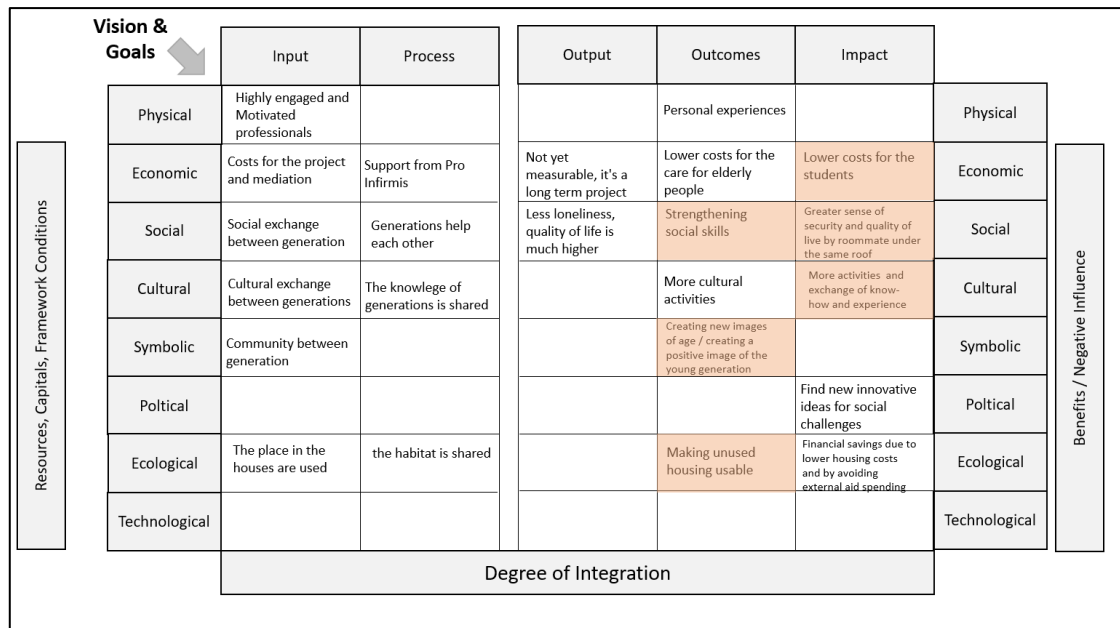 Vision &
Goals
Input
Process
Output
Outcomes
Impact
Physical
Highly engaged and
Motivated
professionals
Personal experiences
Physical
Economic
Costs for the project
and mediation
Support from Pro
Infirmis
Not yet
measurable, it's a
long term project
Lower costs for the
care for elderly
people
Lower costs for the
students
Economic
Social
Social exchange
between generation
Generations help
each other
Less loneliness,
quality of life is
much higher
Strengthening
social skills
Greater sense of
security and quality of
live by roommate under
the same roof
Social
Cultural
Cultural exchange
between generations
The knowlege of
generations is shared
More cultural
activities
More activities and
exchange of know-
how and experience
Cultural
Symbolic
Community between
generation
Creating new images
of age / creating a
positive image of the
young generation
Symbolic
Poltical
Find new innovative
ideas for social
challenges
Poltical
Ecological
The place in the
houses are used
the habitat is shared
Making unused
housing usable
Financial savings due to
lower housing costs
and by avoiding
external aid spending
Ecological
Technological
Technological
Degree of Integration
Resources, Capitals, Framework Conditions
Benefits / Negative Influence